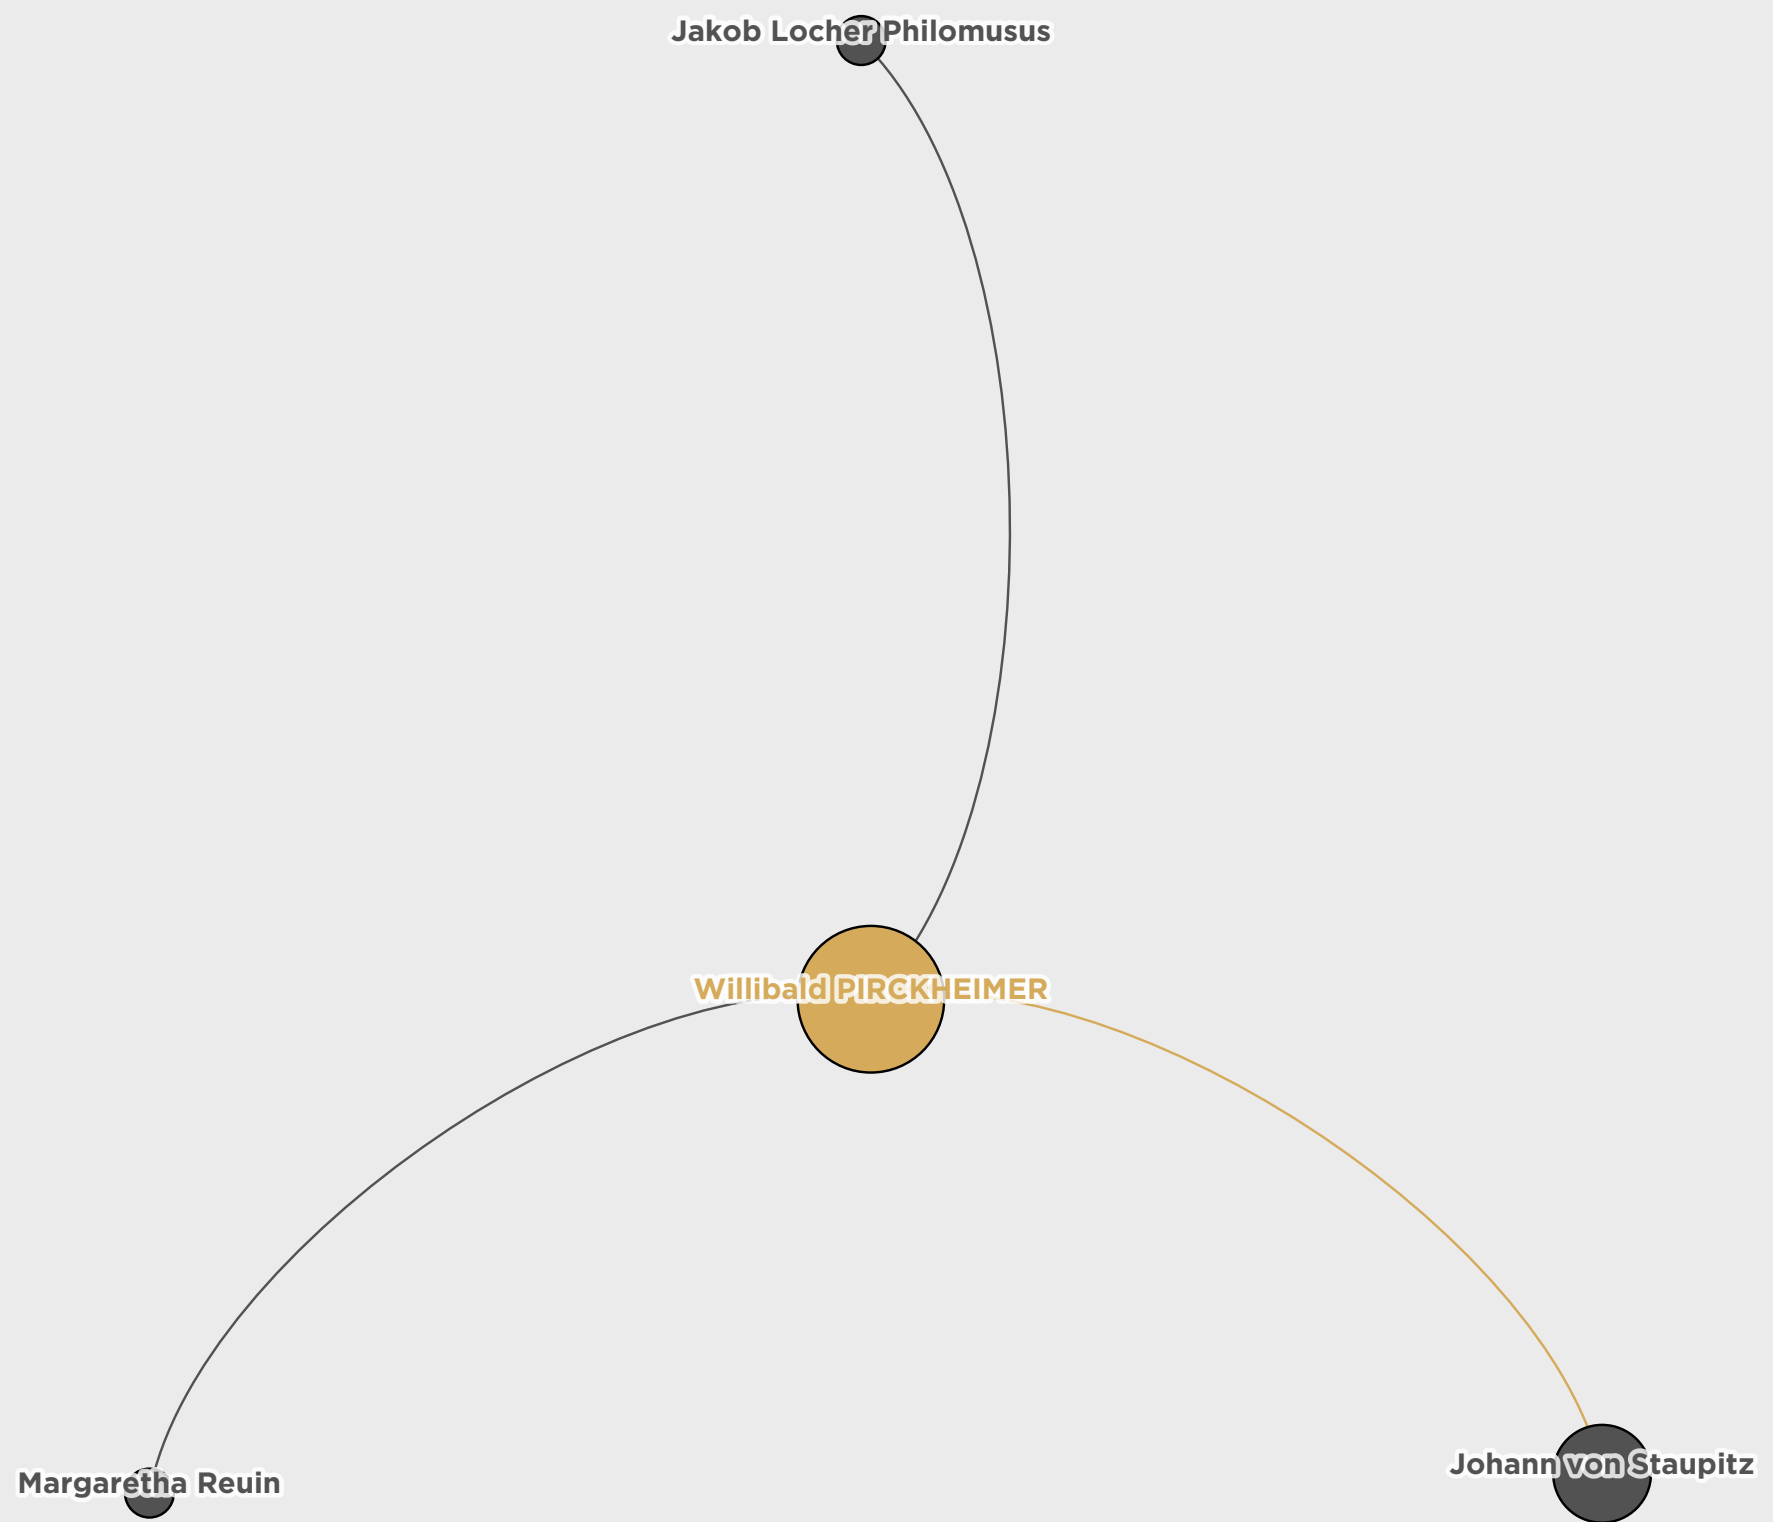 Jakob Locher Philomusus
Willibald PIRCKHEIMER
Johann von Staupitz
Margaretha Reuin